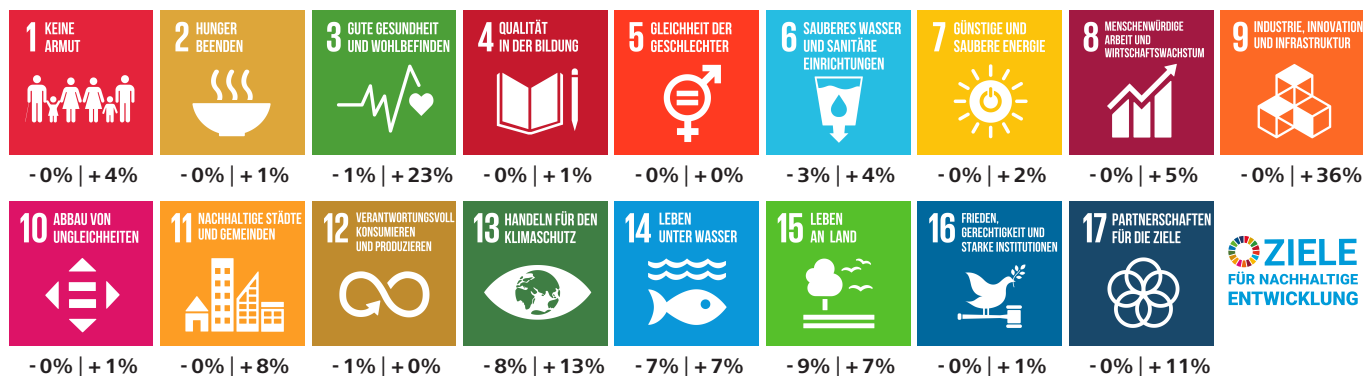 1 KEINE
ARMUT
2 HUNGER
BEENDEN
3 GUTE GESUNDHEIT
UND WOHLBEFINDEN
4 QUALITÄT
IN DER BILDUNG
5 GLEICHHEIT DER
GESCHLECHTER
6 SAUBERES WASSER
UND SANITÄRE
EINRICHTUNGEN
7 GÜNSTIGE UND
SAUBERE ENERGIE
8 MENSCHENWÜRDIGE
ARBEIT UND
WIRTSCHAFTSWACHSTUM
9 INDUSTRIE, INNOVATION
UND INFRASTRUKTUR
-0% | +4%
-0% | +1%
-1% | +23%
-0% | +1%
-0% | +0%
-3% | +4%
-0% | +2%
-0% | +5%
-0% | +36%
10 ABBAU VON
UNGLEICHHEITEN
11 NACHHALTIGE STÄDTE
UND GEMEINDEN
12 VERANTWORTUNGSVOLL
KONSUMIEREN
UND PRODUZIEREN
13 HANDELN FÜR DEN
KLIMASCHUTZ
14 LEBEN
UNTER WASSER
15 LEBEN
AN LAND
16 FRIEDEN,
GERECHTIGKEIT UND
STARKE INSTITUTIONEN
17 PARTNERSCHAFTEN
FÜR DIE ZIELE
ZIELE
FÜR NACHHALTIGE
ENTWICKLUNG
-0% | +1%
-0% | +8%
-1% | +0%
-8% | +13%
-7% | +7%
-9% | +7%
-0% | +1%
-0% | +11%